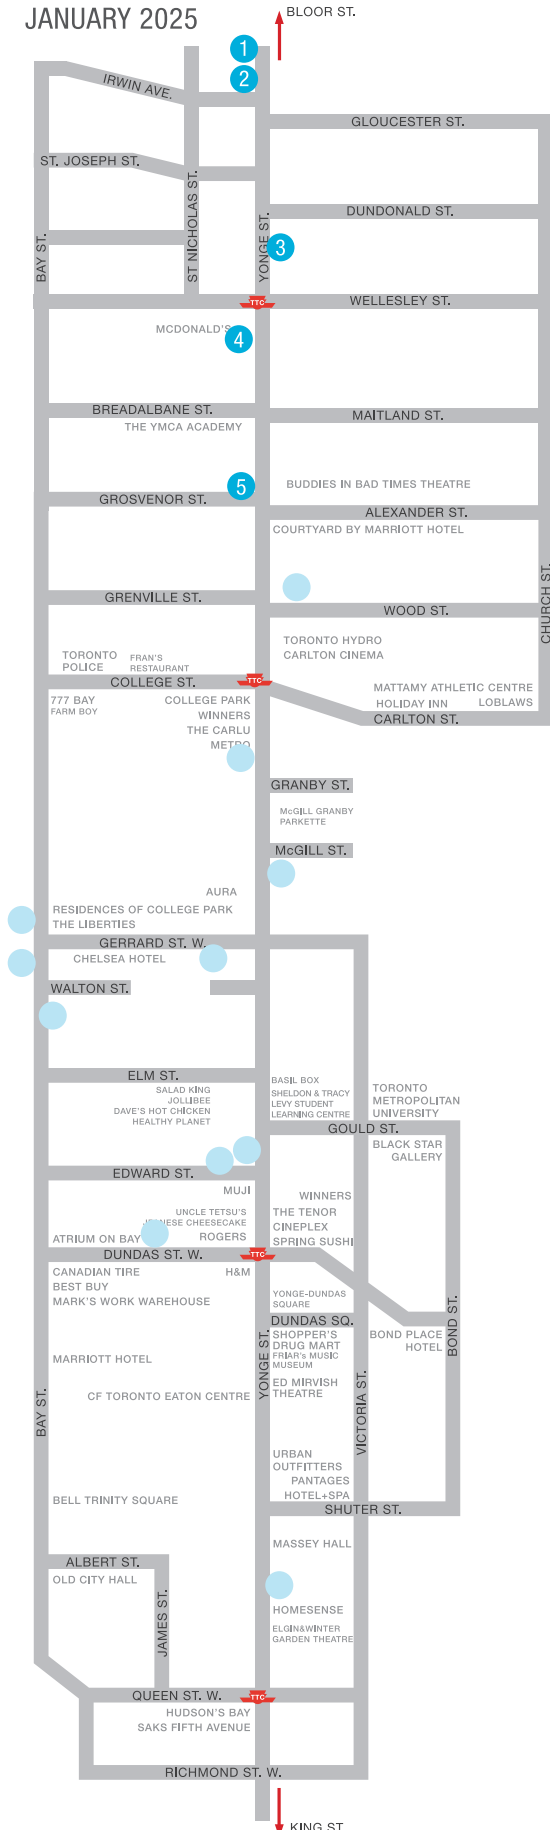 JANUARY 2025
BLOOR ST.
1
2
IRWIN AVE.
GLOUCESTER ST.
ST. JOSEPH ST.
ST NICHOLAS ST.
DUNDONALD ST.
BAY ST.
YONGE ST.
3
TTC
WELLESLEY ST.
MCDONALD'S
4
BREADALBANE ST.
MAITLAND ST.
THE YMCA ACADEMY
5
BUDDIES IN BAD TIMES THEATRE
GROSVENOR ST.
ALEXANDER ST.
COURTYARD BY MARRIOTT HOTEL
CHURCH ST.
GRENVILLE ST.
WOOD ST.
TORONTO HYDRO
CARLTON CINEMA
TORONTO
POLICE
FRAN'S
RESTAURANT
COLLEGE ST.
TTC
MATTAMY ATHLETIC CENTRE
HOLIDAY INN
LOBLAWS
CARLTON ST.
777 BAY
FARM BOY
COLLEGE PARK
WINNERS
THE CARLU
METRO
GRANBY ST.
McGILL GRANBY
PARKETTE
McGILL ST.
AURA
RESIDENCES OF COLLEGE PARK
THE LIBERTIES
GERRARD ST. W.
CHELSEA HOTEL
WALTON ST.
ELM ST.
SALAD KING
JOLLIBEE
DAVE'S HOT CHICKEN
HEALTHY PLANET
BASIL BOX
SHELDON & TRACY
LEVY STUDENT
LEARNING CENTRE
TORONTO
METROPOLITAN
UNIVERSITY
GOULD ST.
BLACK STAR
GALLERY
EDWARD ST.
MUJI
WINNERS
UNCLE TETSU'S
CHEESECAKE
THE TENOR
CINEPLEX
SPRING SUSHI
ATRIUM ON BAY
ROGERS
DUNDAS ST. W.
TTC
CANADIAN TIRE
BEST BUY
MARK'S WORK WAREHOUSE
H&M
YONGE-DUNDAS
SQUARE
DUNDAS SQ.
BOND ST.
SHOPPER'S
DRUG MART
FRIAR's MUSIC
MUSEUM
BOND PLACE
HOTEL
MARRIOTT HOTEL
YONGE ST.
ED MIRVISH
THEATRE
CF TORONTO EATON CENTRE
BAY ST.
VICTORIA ST.
URBAN
OUTFITTERS
PANTAGES
HOTEL+SPA
BELL TRINITY SQUARE
SHUTER ST.
MASSEY HALL
ALBERT ST.
OLD CITY HALL
JAMES ST.
HOMESENSE
ELGIN&WINTER
GARDEN THEATRE
QUEEN ST. W.
TTC
HUDSON'S BAY
SAKS FIFTH AVENUE
RICHMOND ST. W.
KING ST.